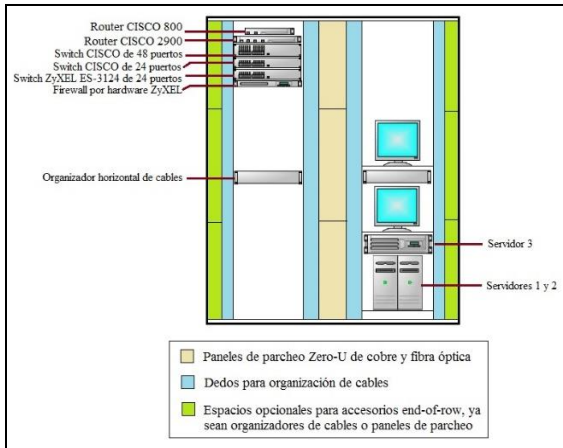 Router CISCO 800
Router CISCO 2900
Switch CISCO de 48 puertos
Switch CISCO de 24 puertos
Switch ZyXEL ES-3124 de 24 puertos
Firewall por hardware ZyXEL
Organizador horizontal de cables
Servidor 3
Servidores 1 y 2
Paneles de parcheo Zero-U de cobre y fibra óptica
Dedos para organización de cables
Espacios opcionales para accesorios end-of-row, ya
sean organizadores de cables o paneles de parcheo